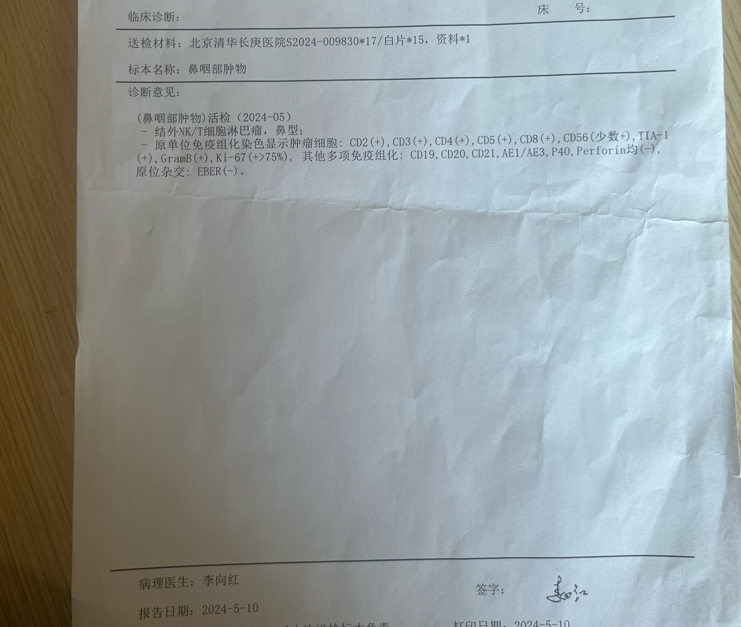 床 号:
临床诊断:
送检材料: 北京清华长庚医院S2024-009830*17/白片*15, 资料*1
标本名称: 鼻咽部肿物
诊断意见:
(鼻咽部肿物)活检 (2024-05)
- 结外NK/T细胞淋巴瘤, 鼻型;
- 原单位免疫组化染色显示肿瘤细胞: CD2(+), CD3(+), CD4(+), CD5(+), CD8(+), CD56(少数+), TIA-1
(+), GramB(+), Ki-67(+>75%), 其他多项免疫组化: CD19, CD20, CD21, AE1/AE3, P40, Perforin均(-),
原位杂交: EBER(-)。
病理医生: 李向红
签字:
报告日期: 2024-5-10
送检标本负责
打印日期: 2024-5-10